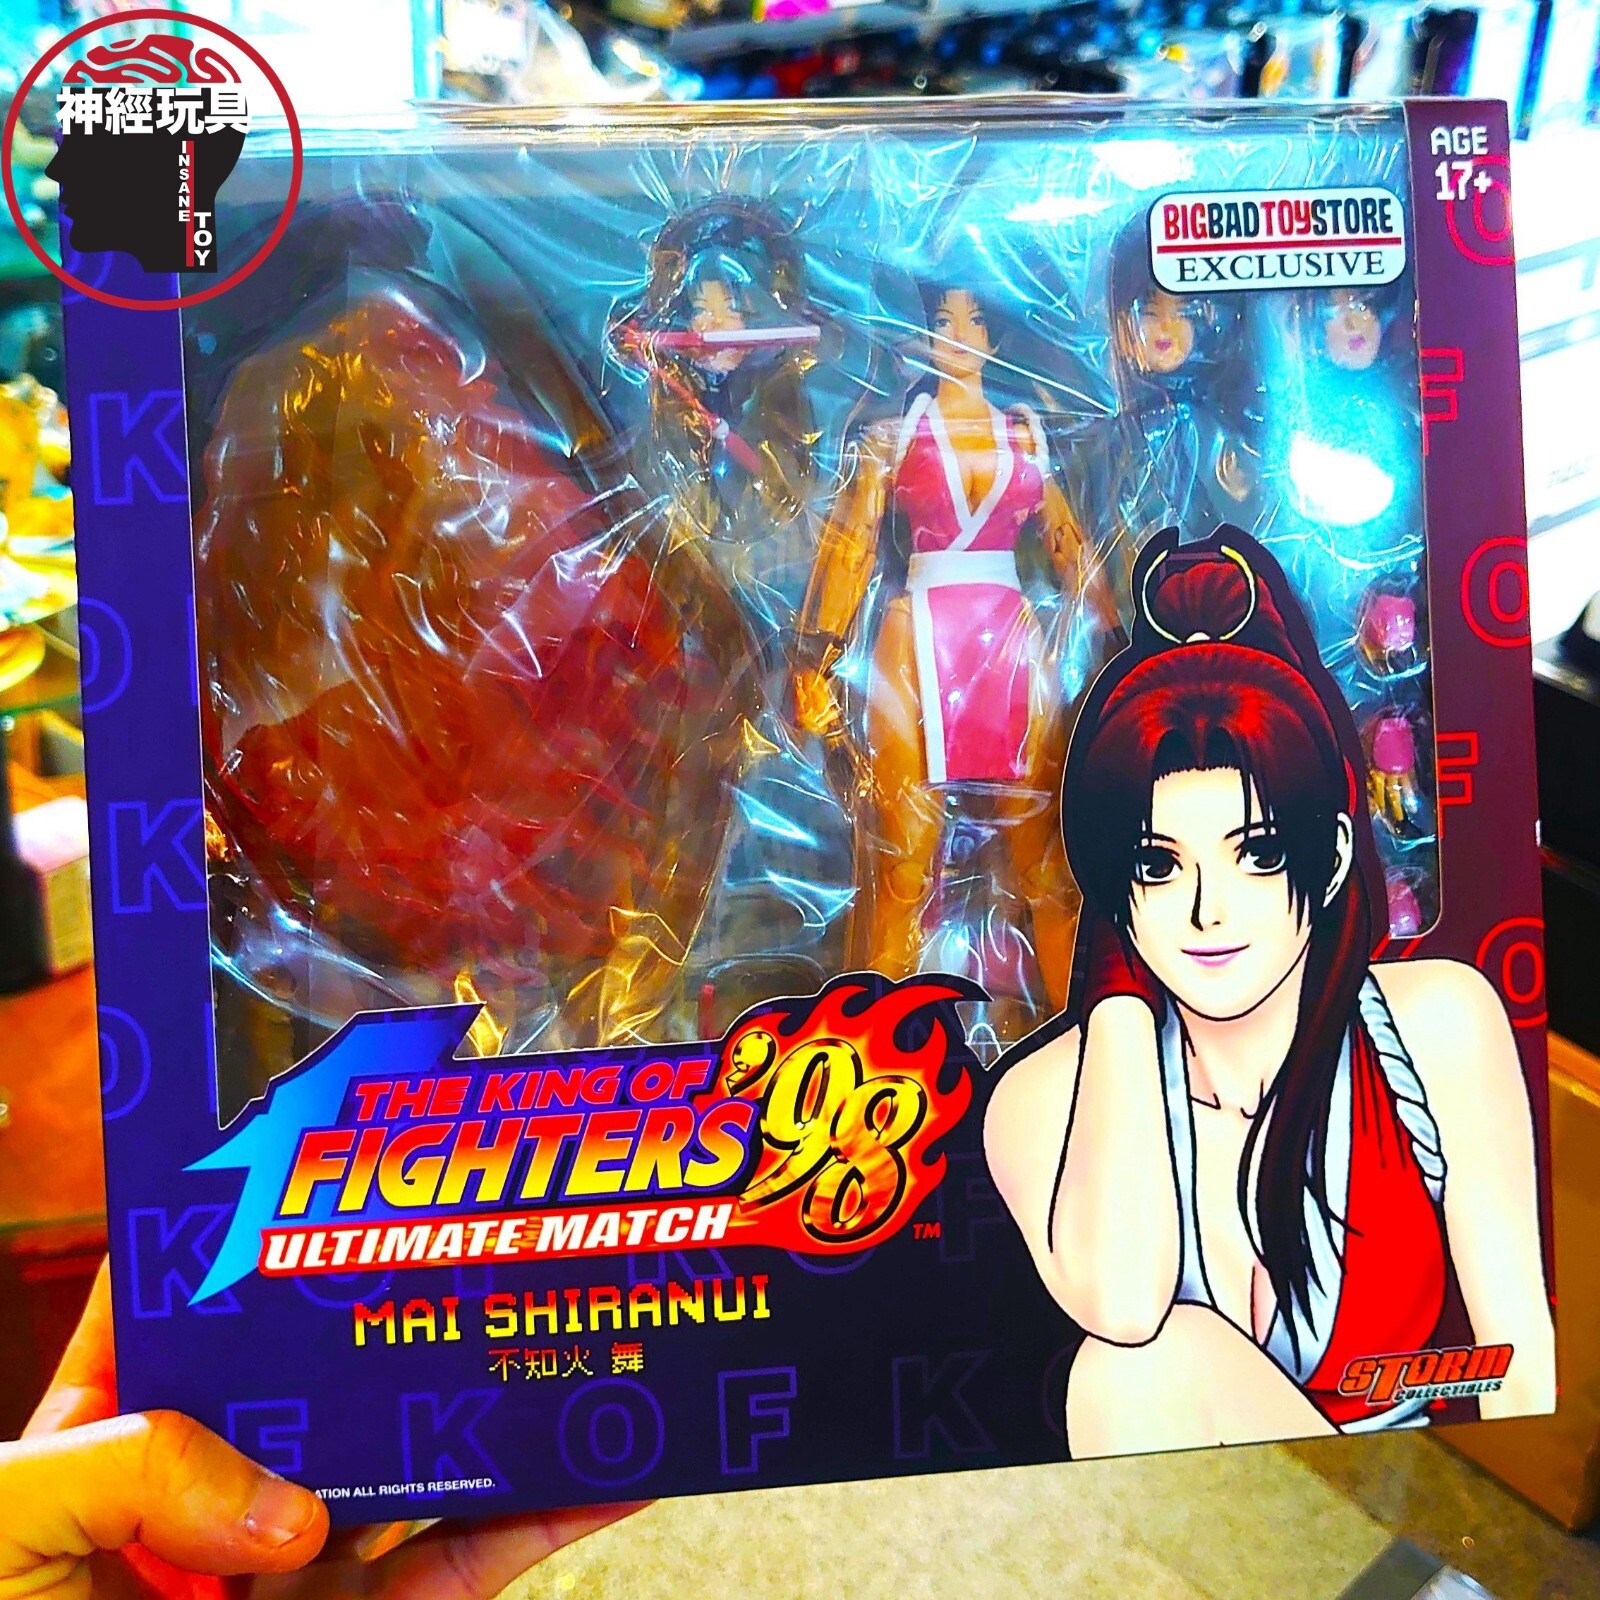 神經玩具
INSANE
TOY
AGE
17+
BIGBADTOYSTORE
EXCLUSIVE
THE KING OF
FIGHTERS '98
ULTIMATE MATCH
TM
MAI SHIRANUI
不知火 舞
STORM
COLLECTIBLES
K
O
F
K O F
F K O F K O
ATION ALL RIGHTS RESERVED.